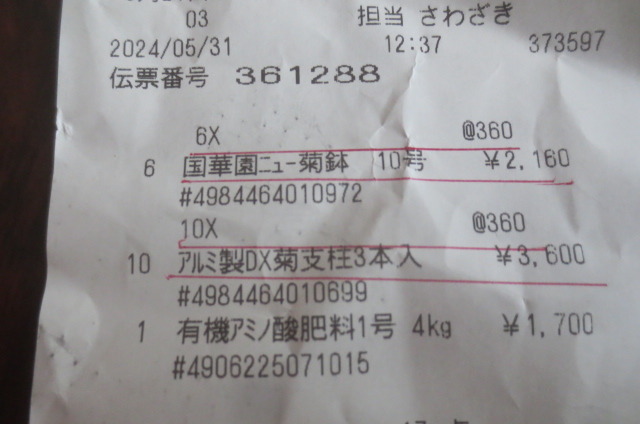 03 担当 さわざき
2024/05/31 12:37 373597
伝票番号 361288
6X @360
6 国華園ニュー菊鉢 10号 ¥2,160
#4984464010972
10X @360
10 アルミ製DX菊支柱3本入 ¥3,600
#4984464010699
1 有機アミノ酸肥料1号 4kg ¥1,700
#4906225071015